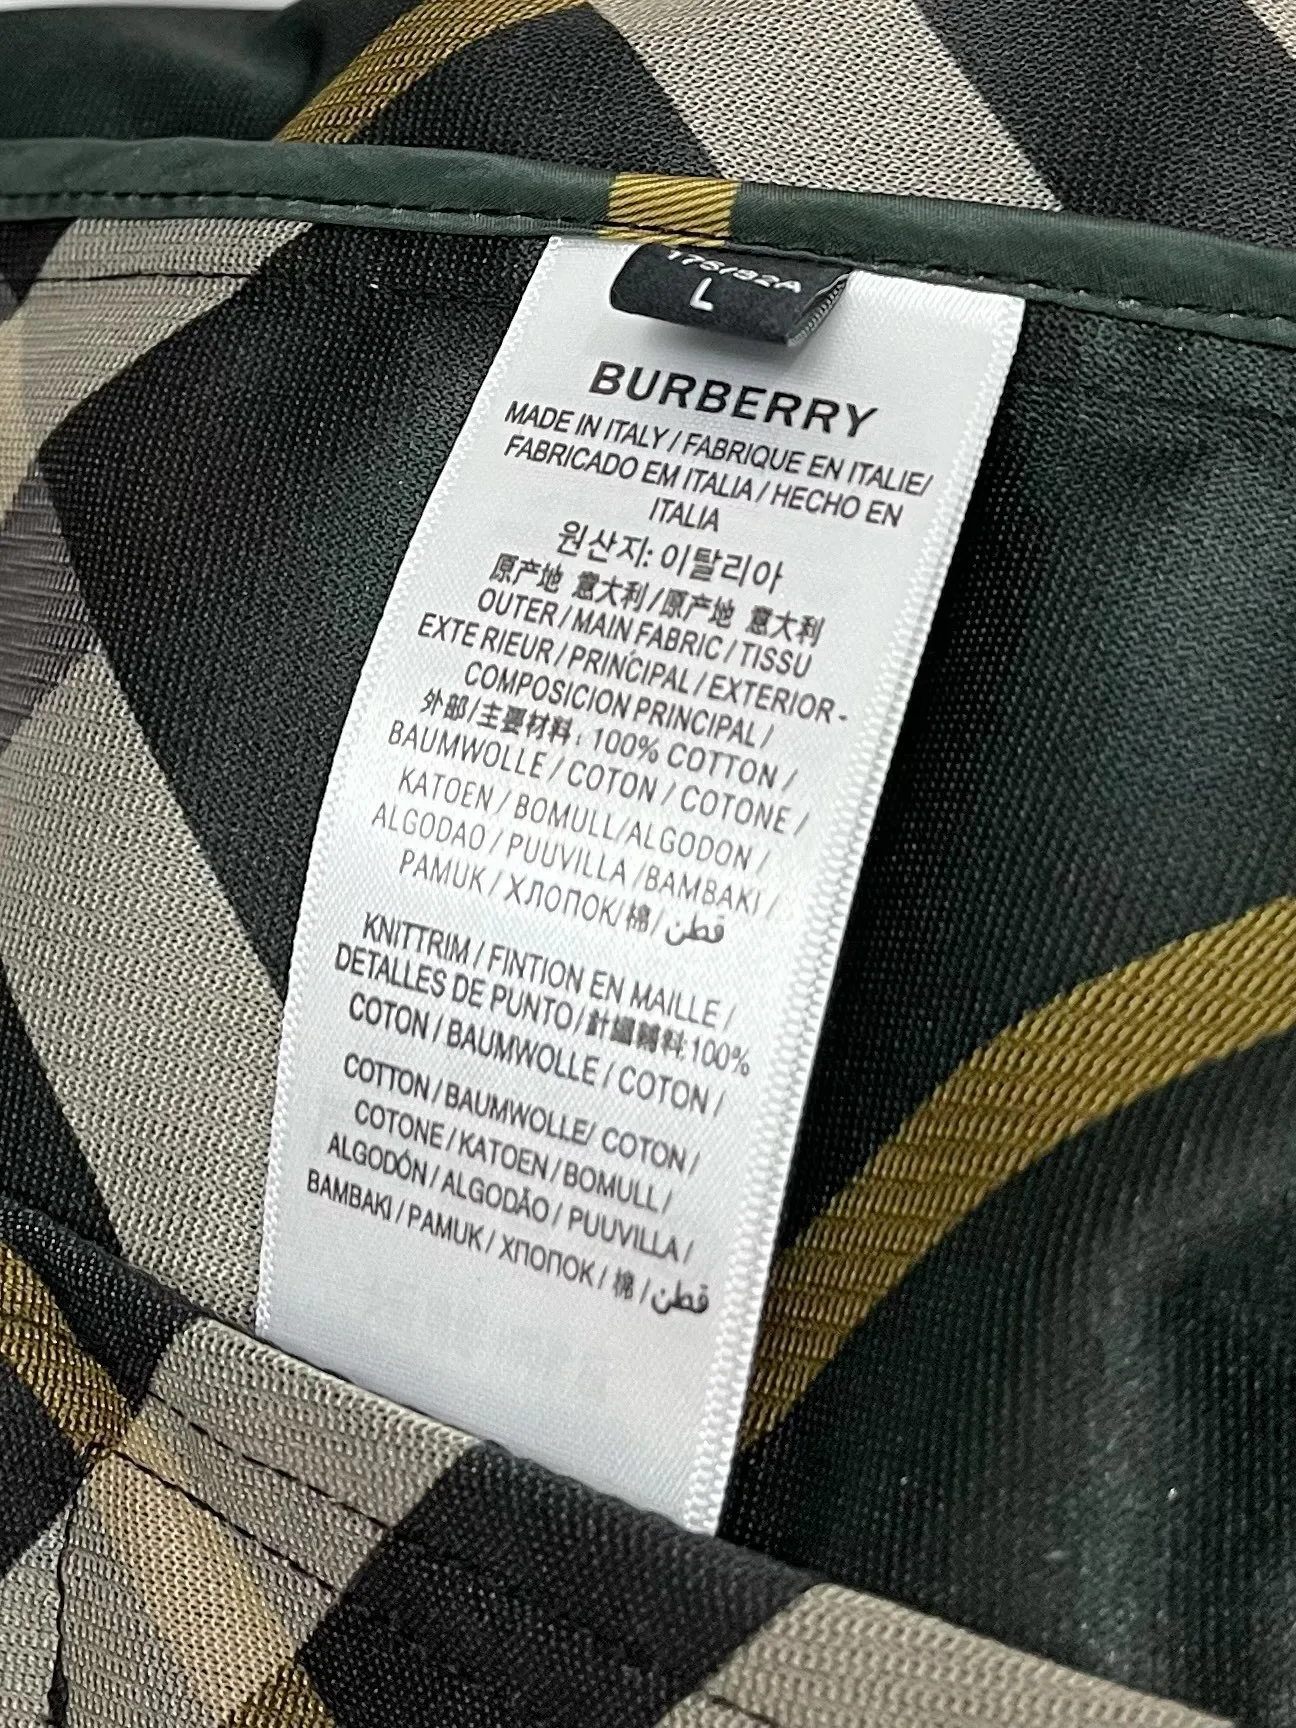 175/92A
L
BURBERRY
MADE IN ITALY / FABRIQUE EN ITALIE/
FABRICADO EM ITALIA / HECHO EN
ITALIA
원산지: 이탈리아
原产地 意大利/原产地 意大利
OUTER / MAIN FABRIC / TISSU
EXTE RIEUR / PRINCIPAL / EXTERIOR -
COMPOSICION PRINCIPAL /
外部/主要材料: 100% COTTON /
BAUMWOLLE / COTON / COTONE /
KATOEN / BOMULL/ALGODON /
ALGODAO / PUUVILLA /BAMBAKI /
PAMUK / ХЛОПОК/ 棉 / قطن
KNITTRIM / FINTION EN MAILLE /
DETALLES DE PUNTO/針織輔料:100%
COTON / BAUMWOLLE / COTON /
COTTON / BAUMWOLLE/ COTON /
COTONE / KATOEN / BOMULL /
ALGODÓN / ALGODÃO / PUUVILLA /
BAMBAKI / PAMUK / ХПОПОК / 棉 / قطن